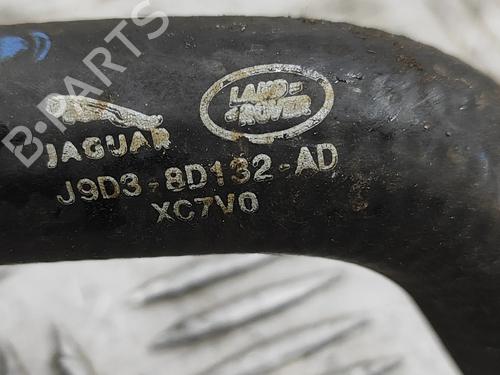 B-PARTS
JAGUAR
LAND-
ROVER
J9D3-8D132-AD
XC7V0